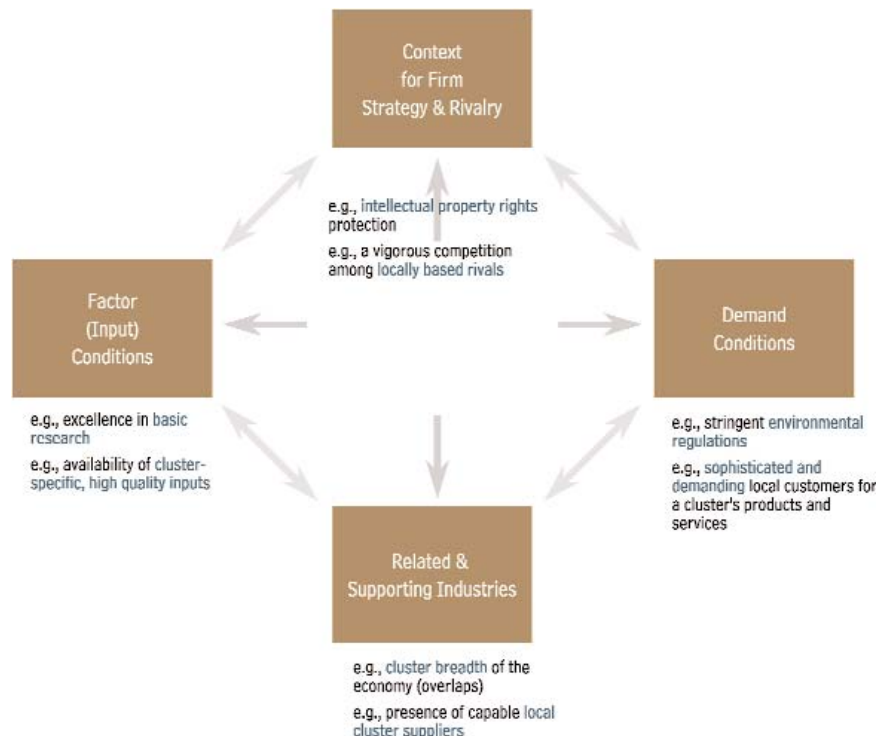 Context
for Firm
Strategy & Rivalry
e.g., intellectual property rights
protection
e.g., a vigorous competition
among locally based rivals
Factor
(Input)
Conditions
e.g., excellence in basic
research
e.g., availability of cluster-
specific, high quality inputs
Demand
Conditions
e.g., stringent environmental
regulations
e.g., sophisticated and
demanding local customers for
a cluster's products and
services
Related &
Supporting Industries
e.g., cluster breadth of the
economy (overlaps)
e.g., presence of capable local
cluster suppliers